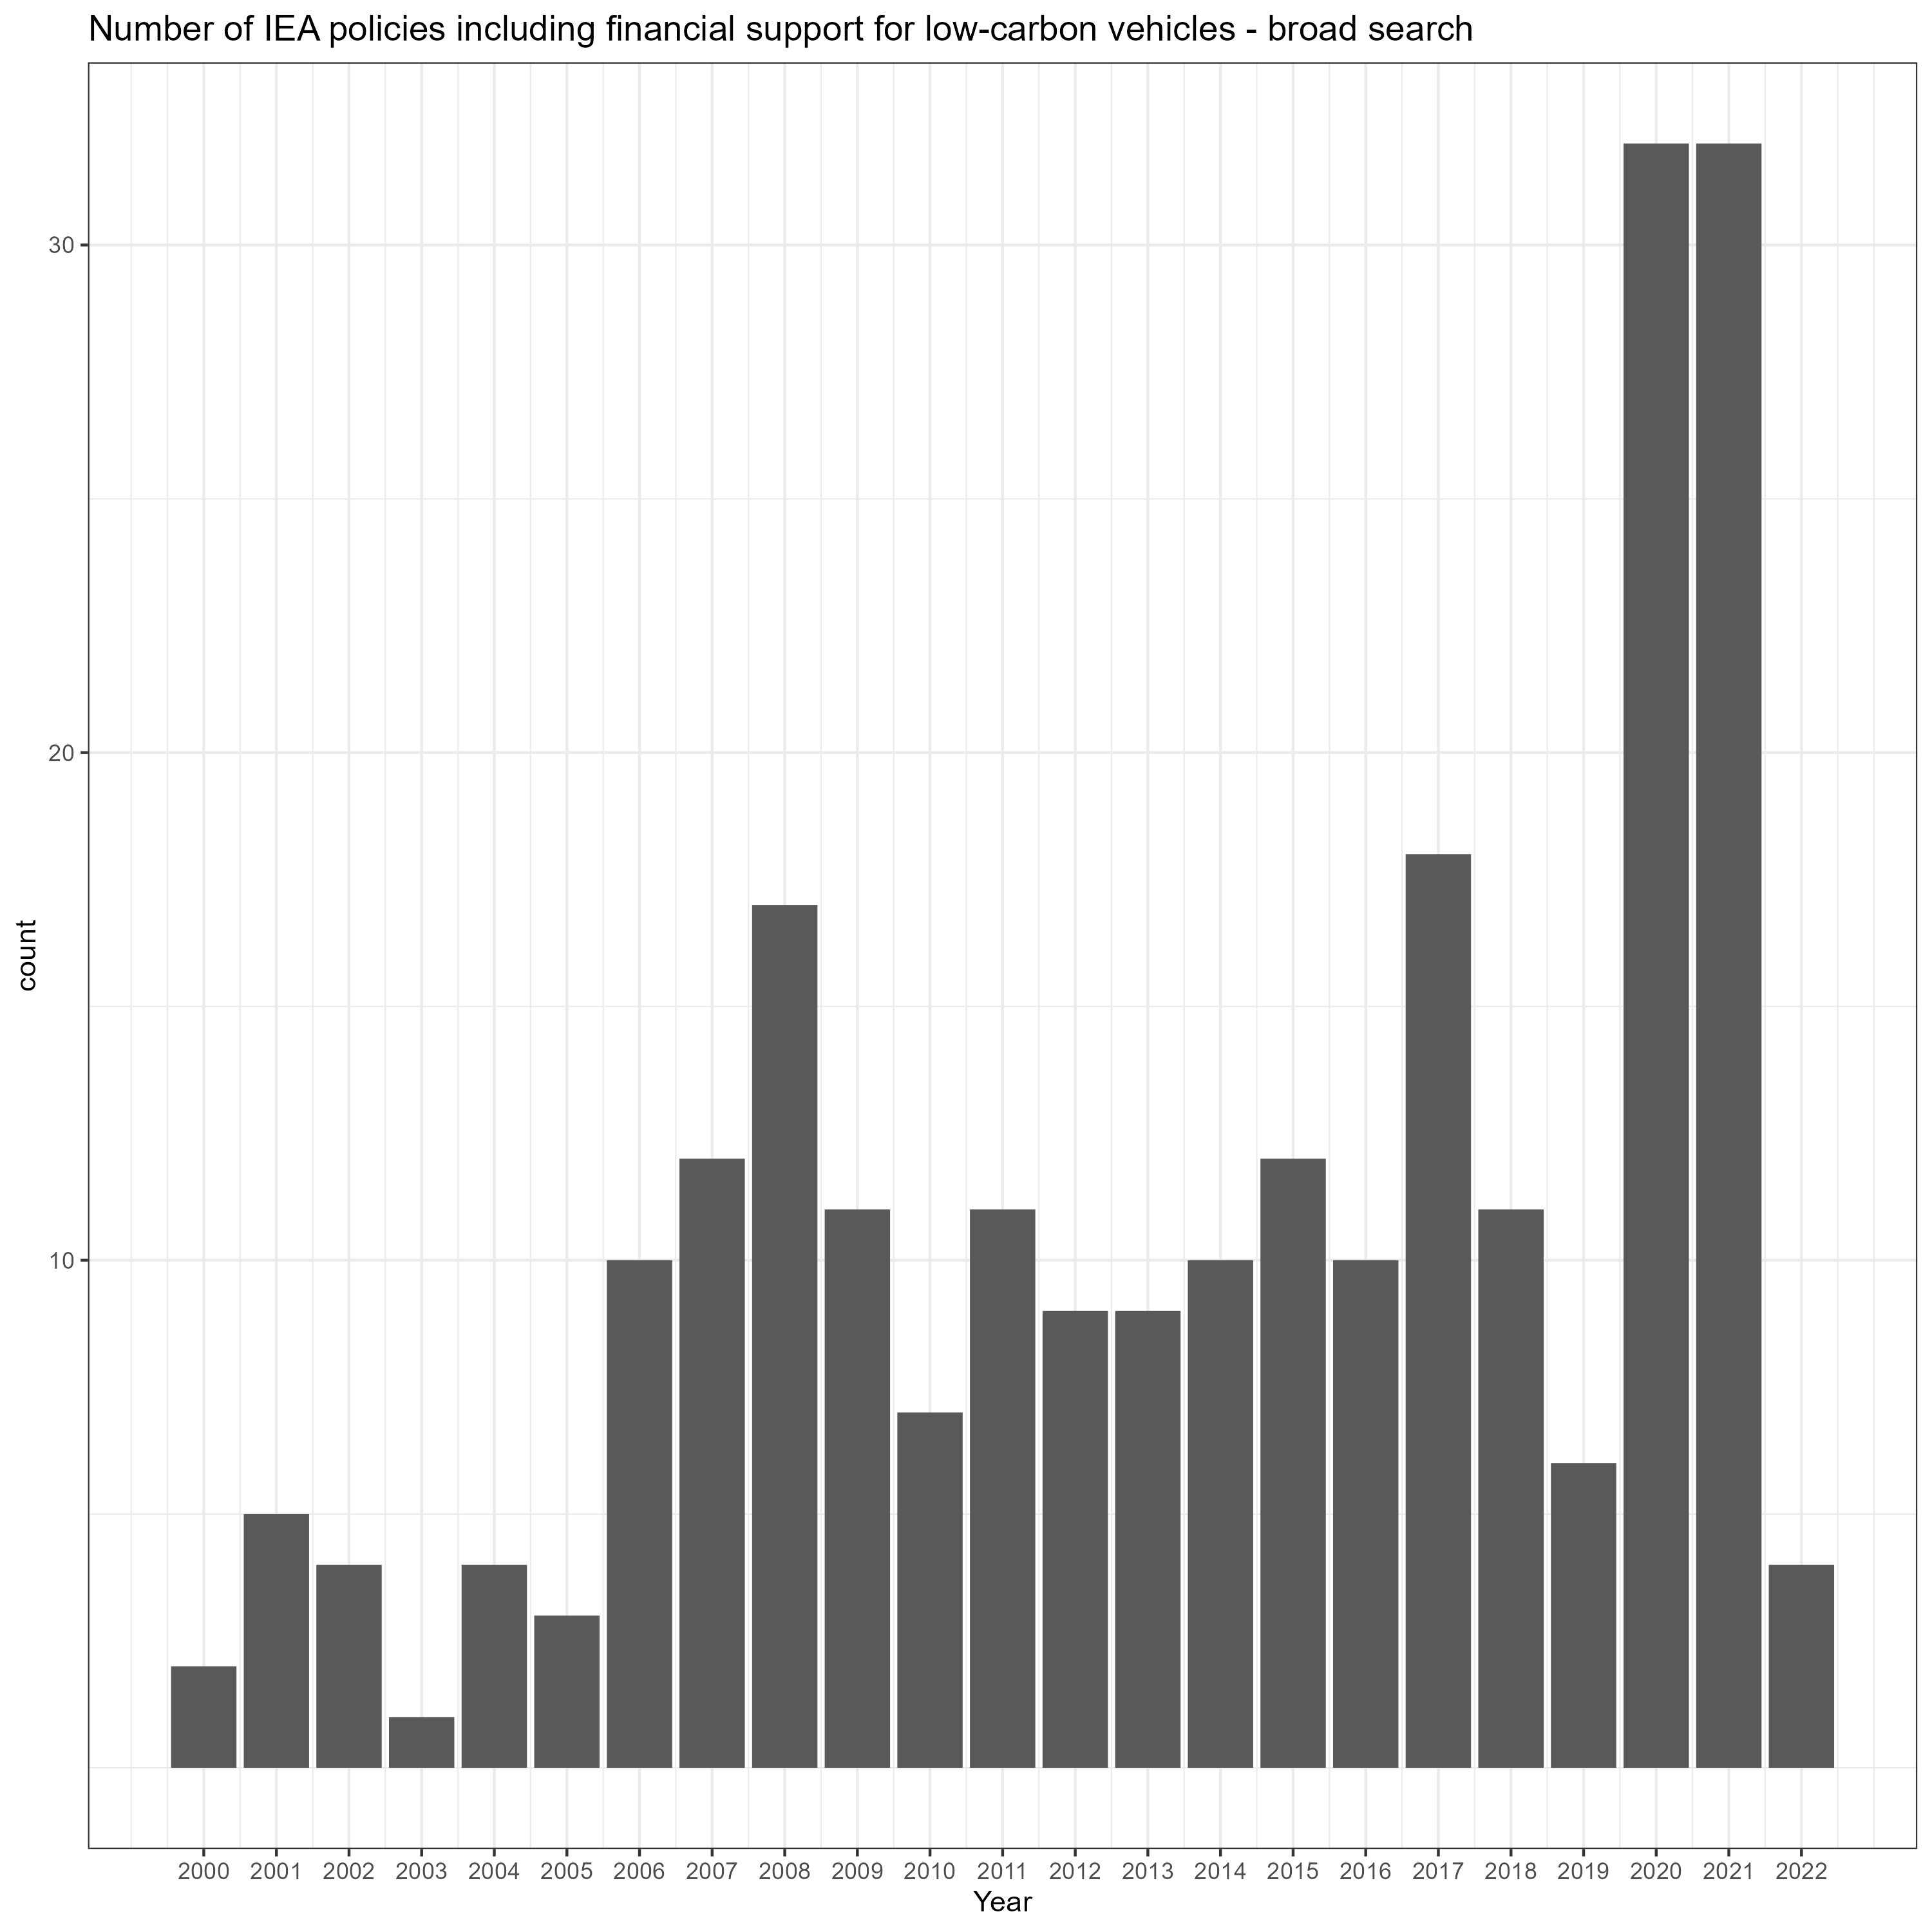 Number of IEA policies including financial support for low-carbon vehicles - broad search
30
20
10
count
2000 2001 2002 2003 2004 2005 2006 2007 2008 2009 2010 2011 2012 2013 2014 2015 2016 2017 2018 2019 2020 2021 2022
Year